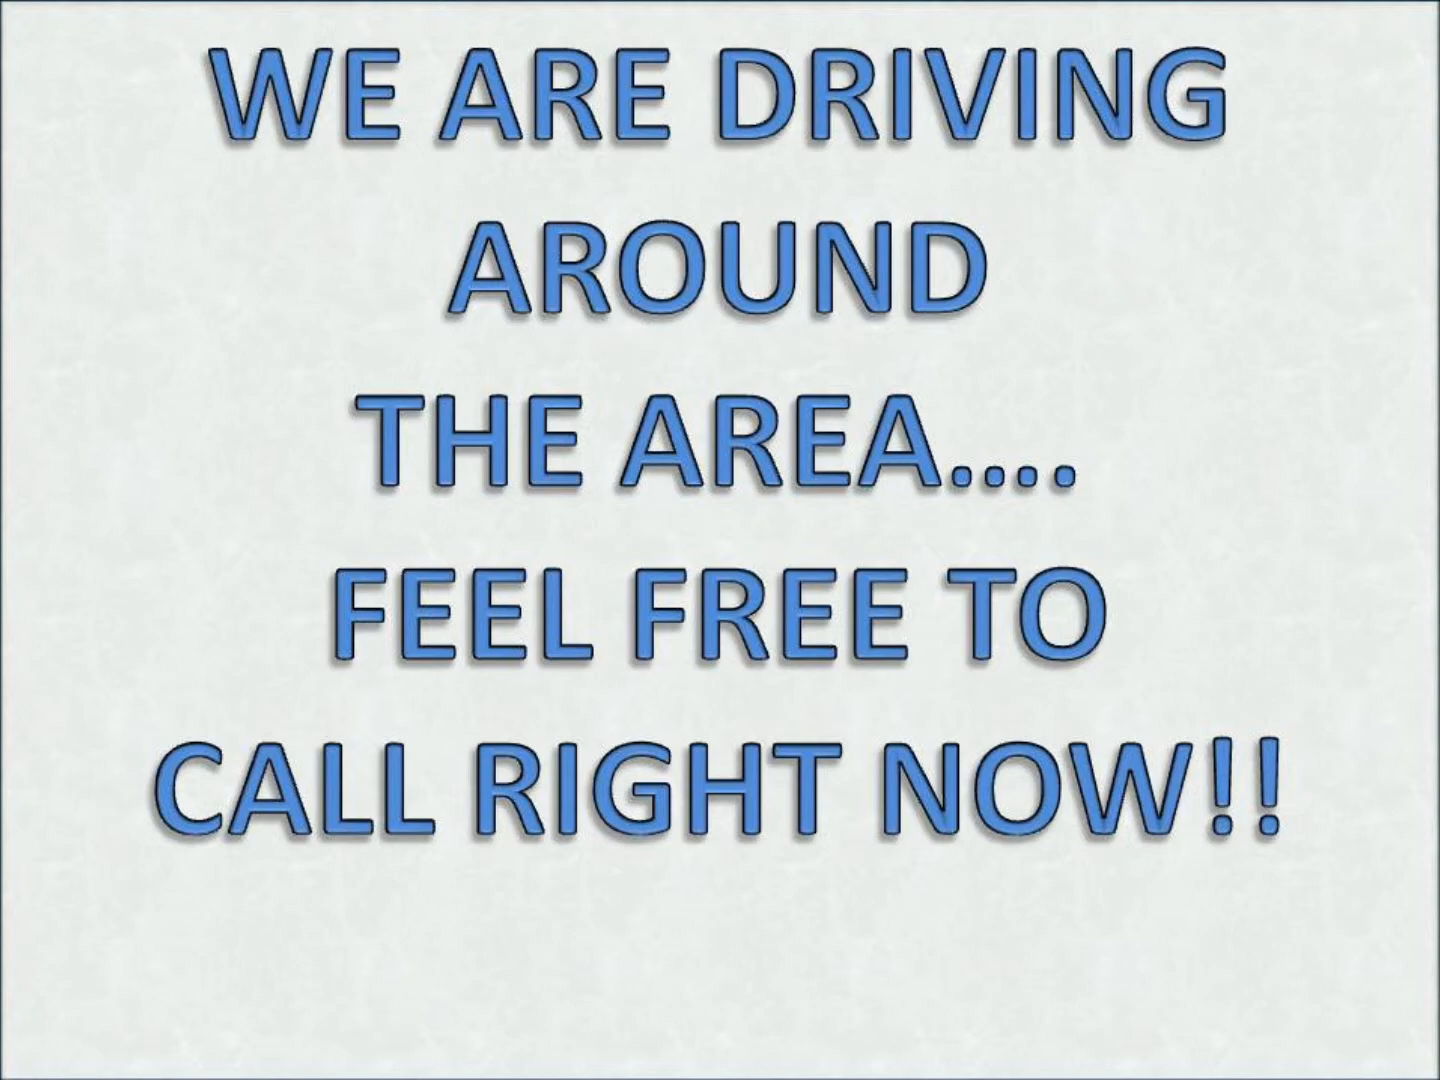 WE ARE DRIVING
AROUND
THE AREA....
FEEL FREE TO
CALL RIGHT NOW!!